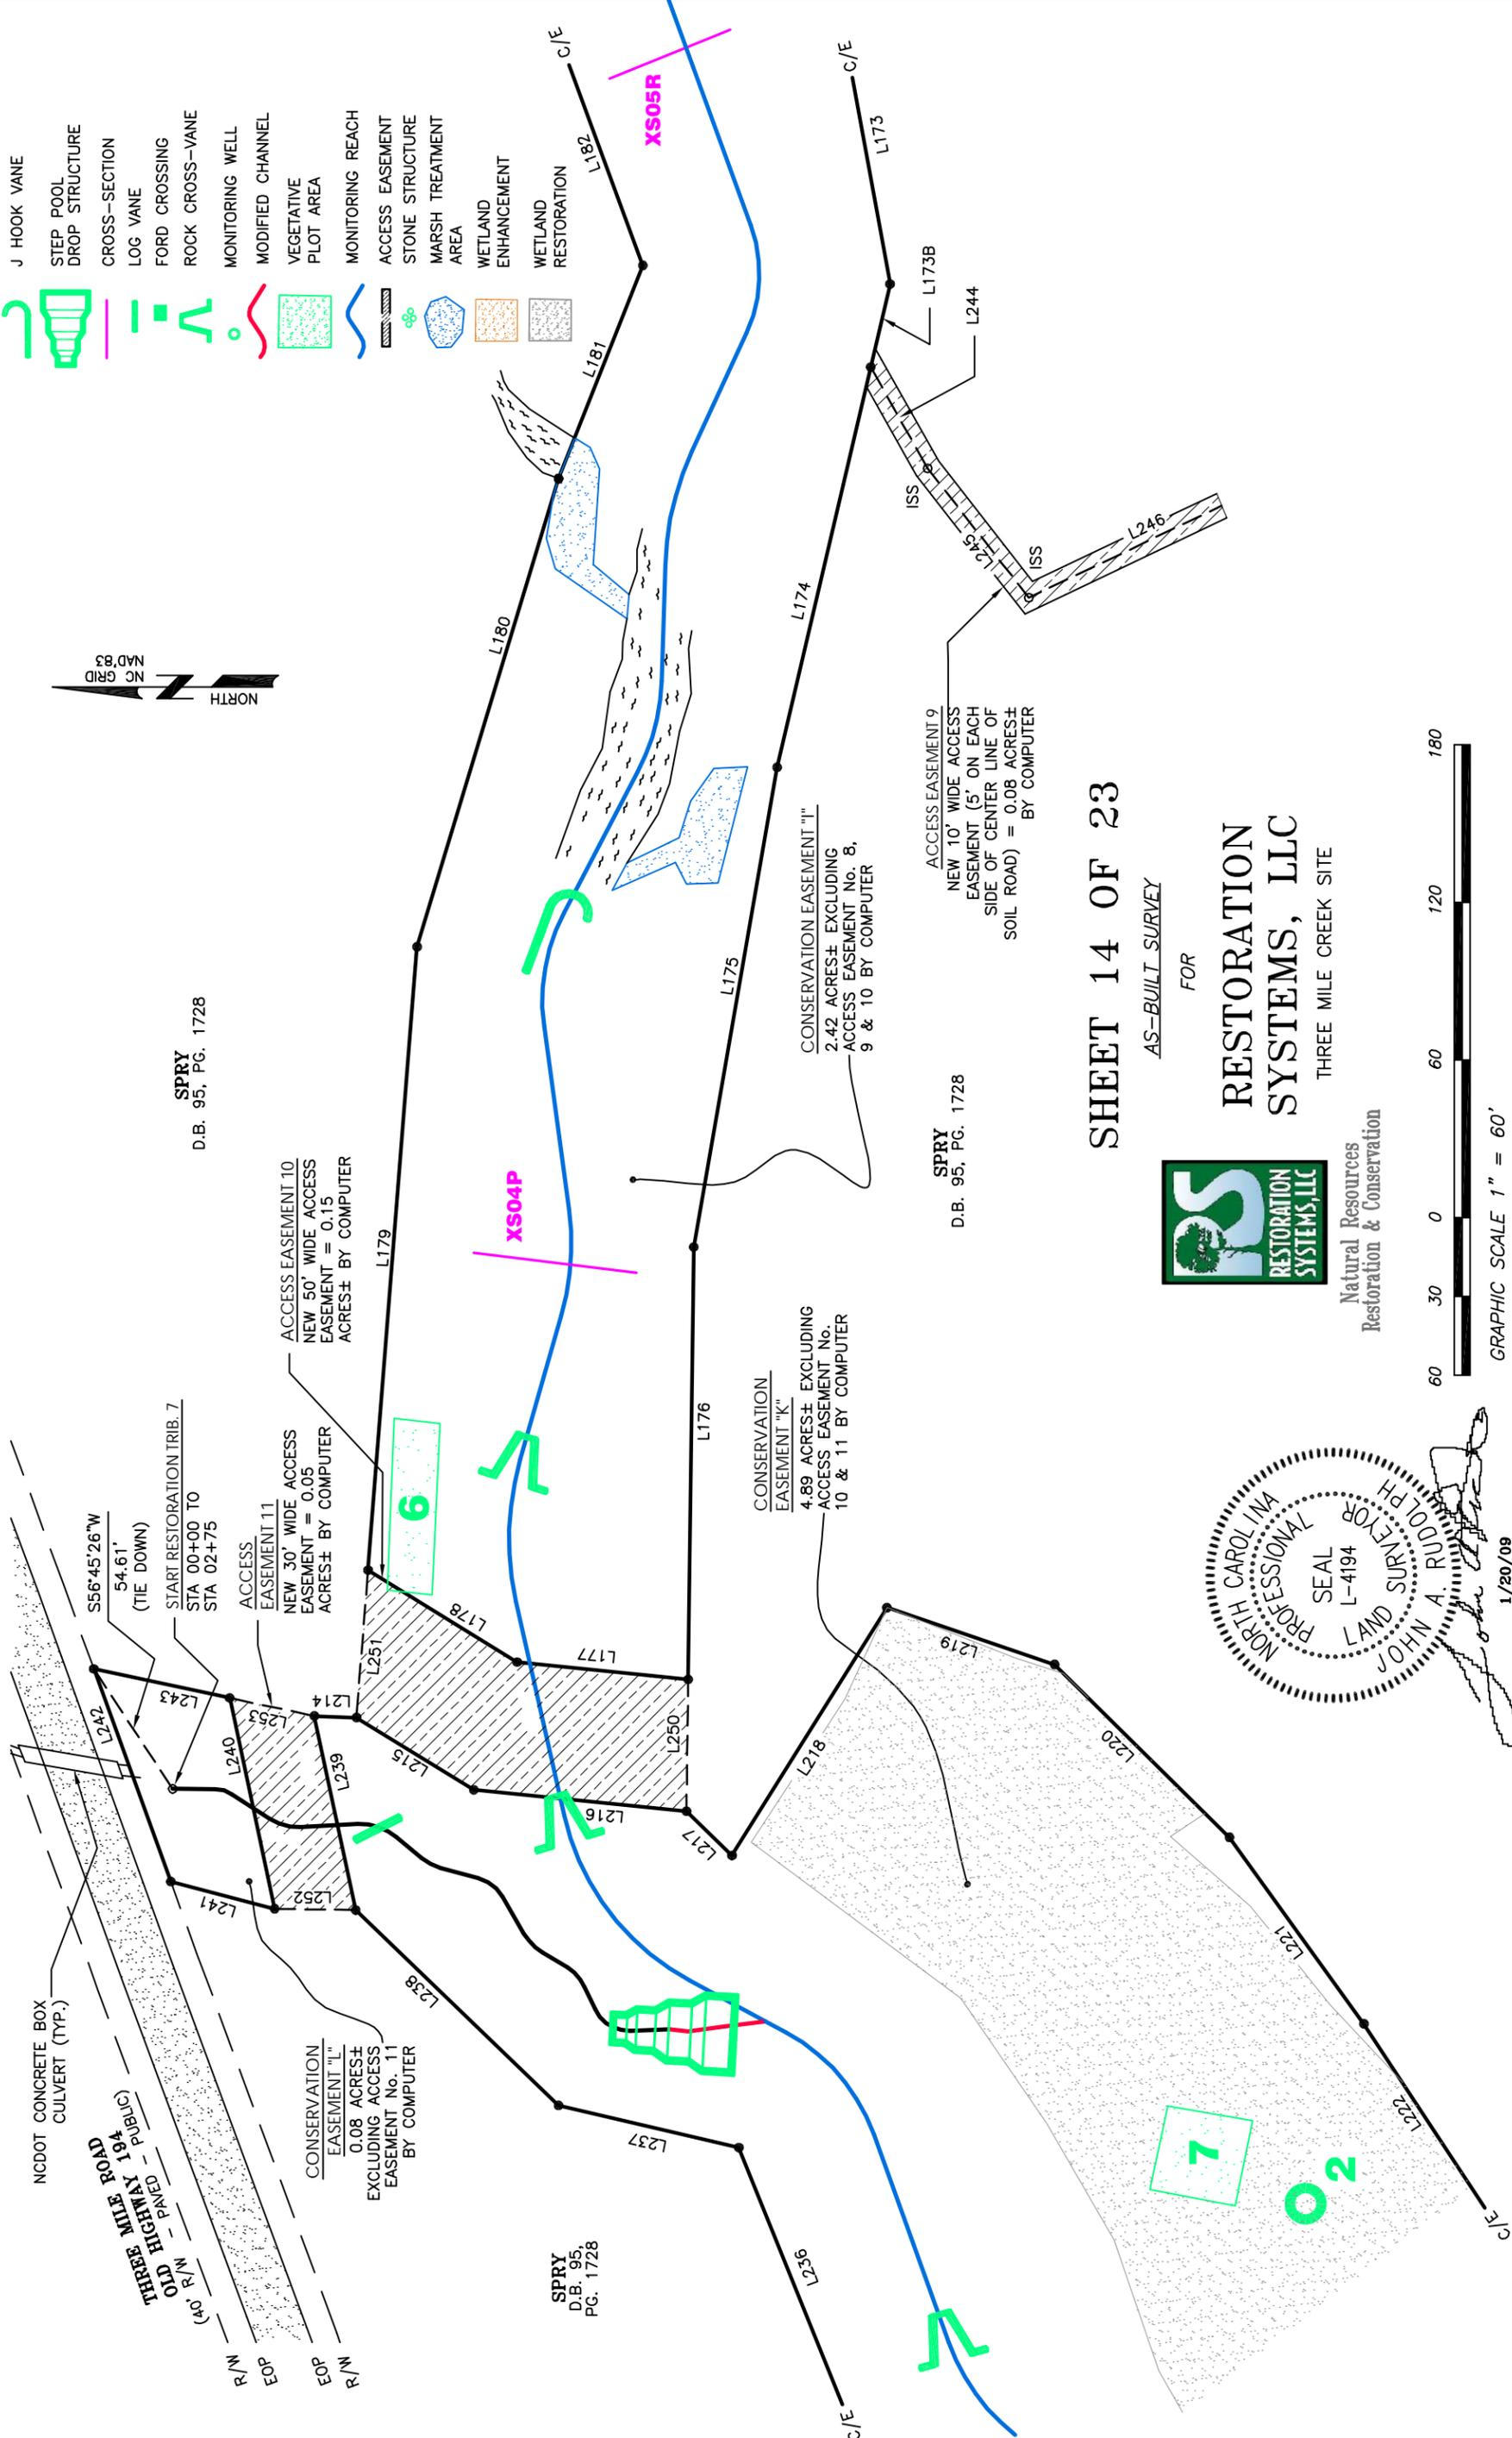 J HOOK VANE
STEP POOL
DROP STRUCTURE
CROSS-SECTION
LOG VANE
FORD CROSSING
ROCK CROSS-VANE
MONITORING WELL
MODIFIED CHANNEL
VEGETATIVE
PLOT AREA
MONITORING REACH
ACCESS EASEMENT
STONE STRUCTURE
MARSH TREATMENT
AREA
WETLAND
ENHANCEMENT
WETLAND
RESTORATION
NORTH
NC GRID
NAD'83
NCDOT CONCRETE BOX
CULVERT (TYP.)
THREE MILE ROAD
OLD HIGHWAY 194
(40' R/W - PAVED - PUBLIC)
R/W
EOP
EOP
R/W
S56°45'26"W
54.61'
(TIE DOWN)
START RESTORATION TRIB. 7
STA 00+00 TO
STA 02+75
ACCESS
EASEMENT 11
NEW 30' WIDE ACCESS
EASEMENT = 0.05
ACRES± BY COMPUTER
ACCESS EASEMENT 10
NEW 50' WIDE ACCESS
EASEMENT = 0.15
ACRES± BY COMPUTER
SPRY
D.B. 95, PG. 1728
CONSERVATION
EASEMENT "L"
0.08 ACRES±
EXCLUDING ACCESS
EASEMENT No. 11
BY COMPUTER
SPRY
D.B. 95,
PG. 1728
L242
L243
L240
L253
L214
L239
L241
L252
L251
L215
L178
L177
L250
L216
L217
L238
L237
L236
C/E
L218
L219
L220
L221
L222
C/E
L179
L180
L181
L182
C/E
L176
L175
L174
L173B
L173
C/E
L244
L245
L246
ISS
ISS
XS04P
XS05R
6
7
2
CONSERVATION EASEMENT "I"
2.42 ACRES± EXCLUDING
ACCESS EASEMENT No. 8,
9 & 10 BY COMPUTER
CONSERVATION
EASEMENT "K"
4.89 ACRES± EXCLUDING
ACCESS EASEMENT No.
10 & 11 BY COMPUTER
ACCESS EASEMENT 9
NEW 10' WIDE ACCESS
EASEMENT (5' ON EACH
SIDE OF CENTER LINE OF
SOIL ROAD) = 0.08 ACRES±
BY COMPUTER
SPRY
D.B. 95, PG. 1728
SHEET 14 OF 23
AS-BUILT SURVEY
FOR
RESTORATION
SYSTEMS, LLC
THREE MILE CREEK SITE
RS
RESTORATION
SYSTEMS, LLC
Natural Resources
Restoration & Conservation
60 30 0 60 120 180
GRAPHIC SCALE 1" = 60'
NORTH CAROLINA
PROFESSIONAL
SEAL
L-4194
LAND SURVEYOR
JOHN A. RUDOLPH
1/20/09